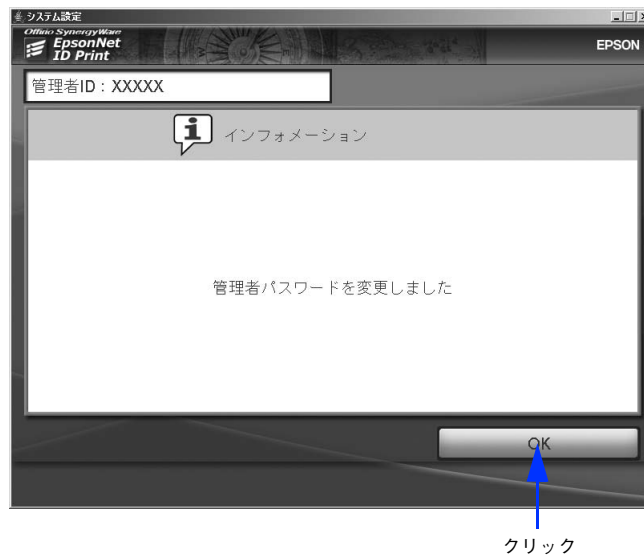 システム設定
Offirio SynergyWare
EpsonNet
ID Print
EPSON
管理者ID：XXXXX
i インフォメーション
管理者パスワードを変更しました
OK
クリック